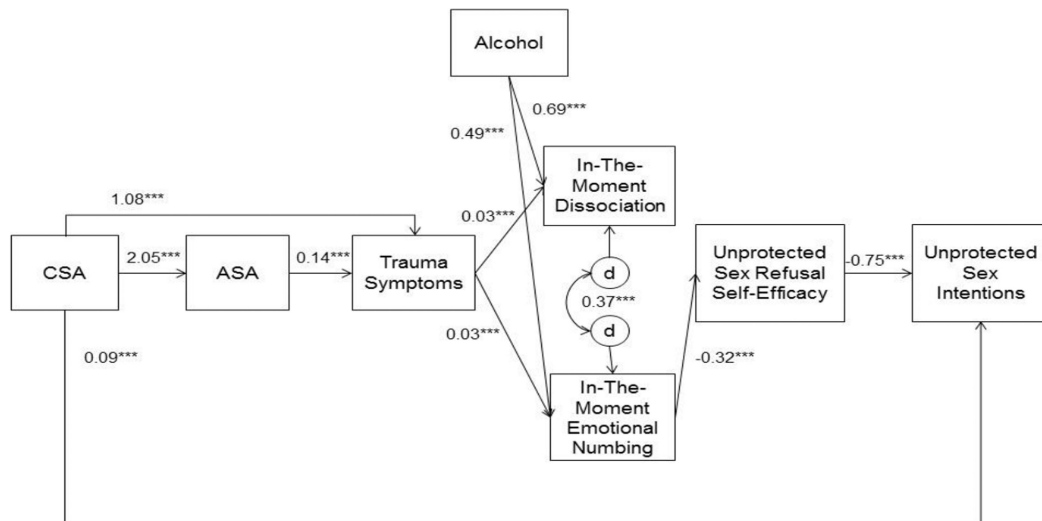 Alcohol
0.69***
0.49***
In-The-
Moment
Dissociation
1.08***
0.03***
CSA
2.05***
ASA
0.14***
Trauma
Symptoms
d
0.37***
d
Unprotected
Sex Refusal
Self-Efficacy
-0.75***
Unprotected
Sex
Intentions
0.09***
0.03***
-0.32***
In-The-
Moment
Emotional
Numbing